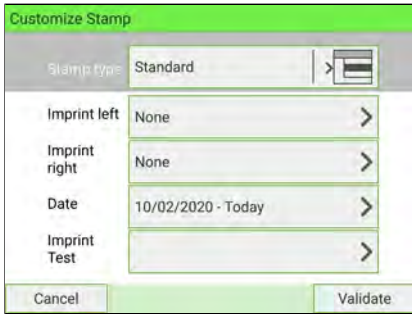 Customize Stamp
Stamp type
Standard
Imprint left
None
Imprint
right
None
Date
10/02/2020 - Today
Imprint
Test
Cancel
Validate